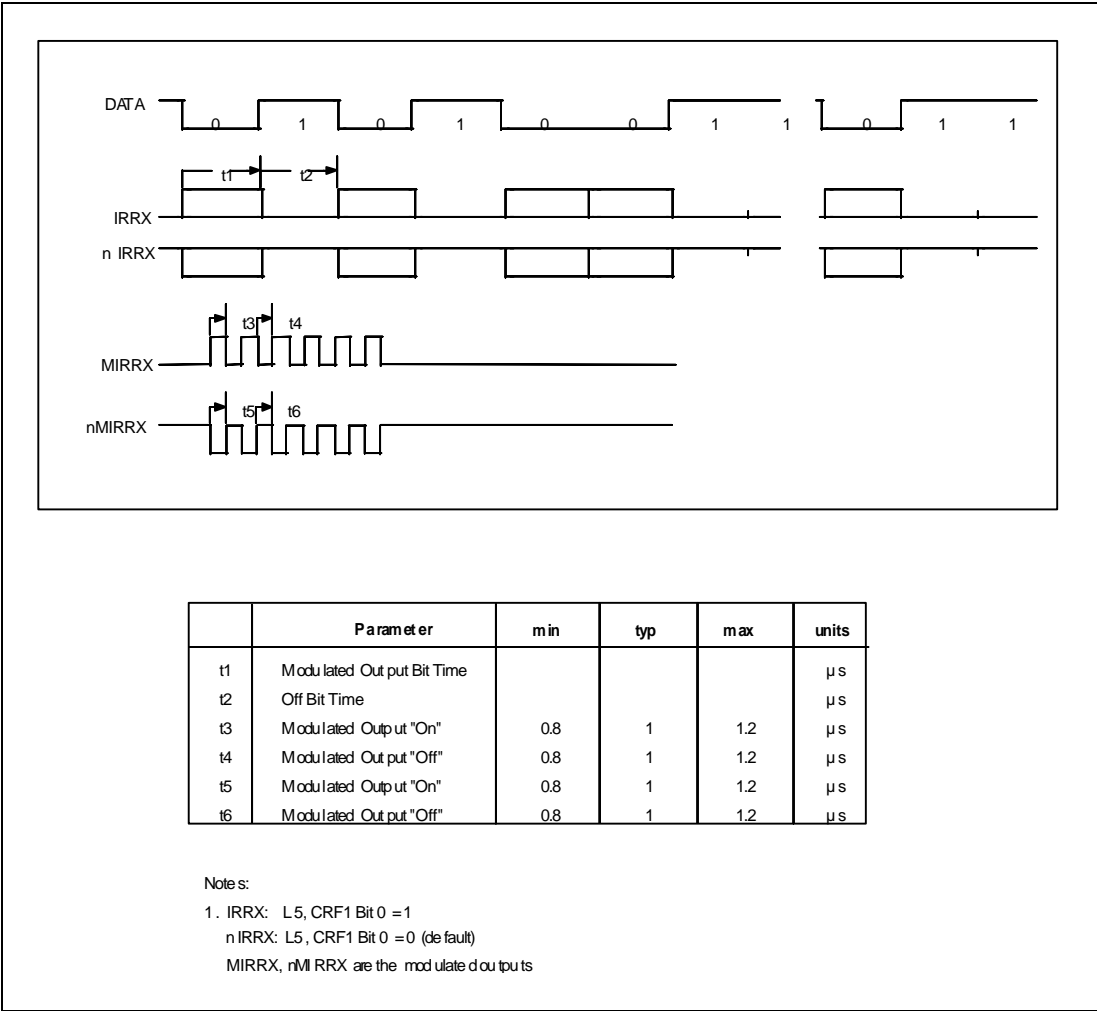 DATA 0 1 0 1 0 0 1 1 0 1 1
t1 t2
IRRX
n IRRX
t3 t4
MIRRX
t5 t6
nMIRRX
Parameter min typ max units
t1 Modulated Output Bit Time µs
t2 Off Bit Time µs
t3 Modulated Output "On" 0.8 1 1.2 µs
t4 Modulated Output "Off" 0.8 1 1.2 µs
t5 Modulated Output "On" 0.8 1 1.2 µs
t6 Modulated Output "Off" 0.8 1 1.2 µs
Notes:
1. IRRX: L5, CRF1 Bit 0 = 1
nIRRX: L5, CRF1 Bit 0 = 0 (default)
MIRRX, nMIRRX are the modulated outputs